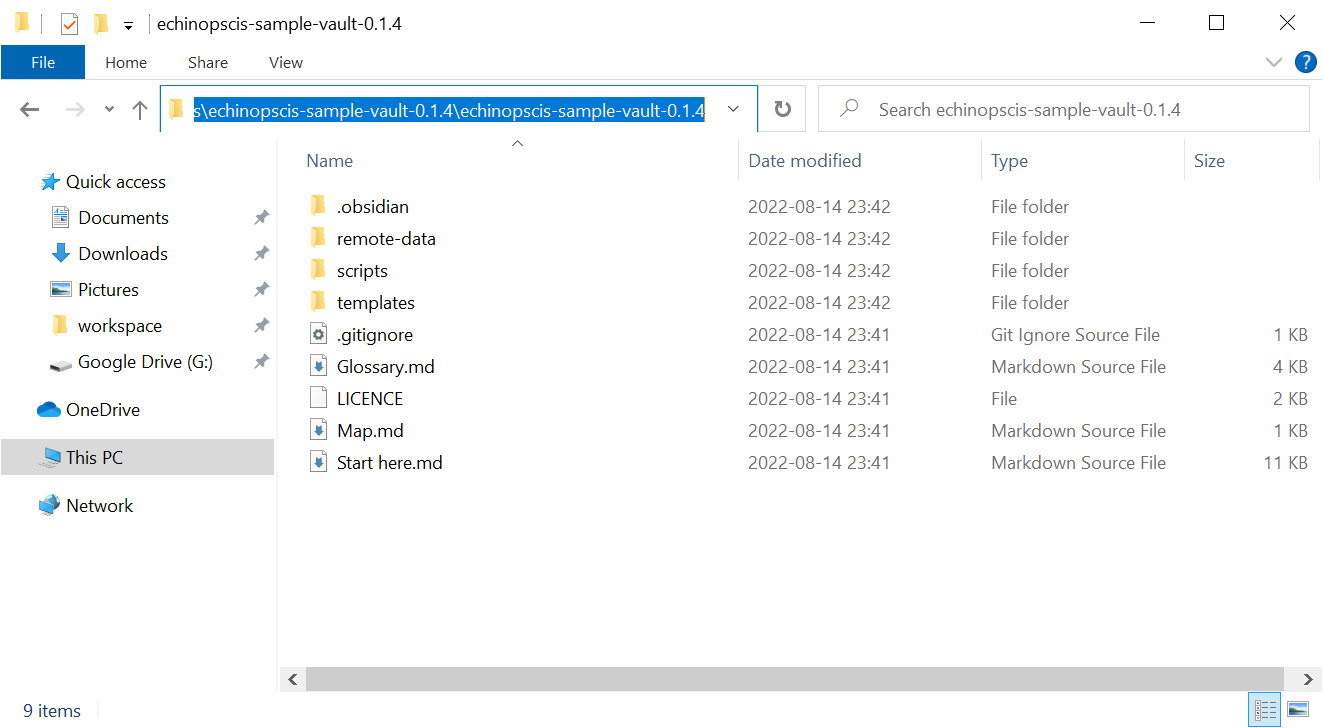 echinopscis-sample-vault-0.1.4
File Home Share View ?
s\echinopscis-sample-vault-0.1.4\echinopscis-sample-vault-0.1.4 Search echinopscis-sample-vault-0.1.4
Quick access
Documents
Downloads
Pictures
workspace
Google Drive (G:)
OneDrive
This PC
Network
Name Date modified Type Size
.obsidian 2022-08-14 23:42 File folder
remote-data 2022-08-14 23:42 File folder
scripts 2022-08-14 23:42 File folder
templates 2022-08-14 23:42 File folder
.gitignore 2022-08-14 23:41 Git Ignore Source File 1 KB
Glossary.md 2022-08-14 23:41 Markdown Source File 4 KB
LICENCE 2022-08-14 23:41 File 2 KB
Map.md 2022-08-14 23:41 Markdown Source File 1 KB
Start here.md 2022-08-14 23:41 Markdown Source File 11 KB
9 items